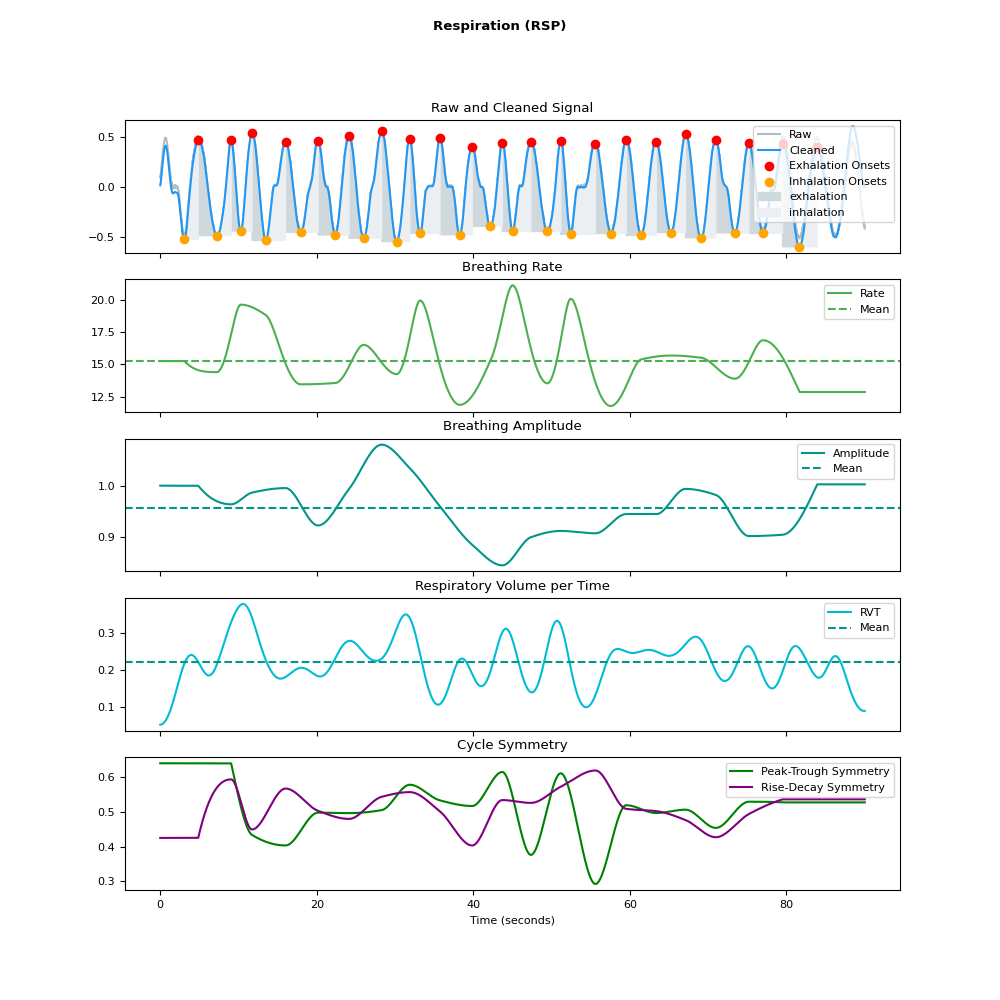 Respiration (RSP)
Raw and Cleaned Signal
0.5
0.0
−0.5
Raw
Cleaned
Exhalation Onsets
Inhalation Onsets
exhalation
inhalation
Breathing Rate
20.0
17.5
15.0
12.5
Rate
Mean
Breathing Amplitude
1.0
0.9
Amplitude
Mean
Respiratory Volume per Time
0.3
0.2
0.1
RVT
Mean
Cycle Symmetry
0.6
0.5
0.4
0.3
Peak-Trough Symmetry
Rise-Decay Symmetry
0 20 40 60 80
Time (seconds)